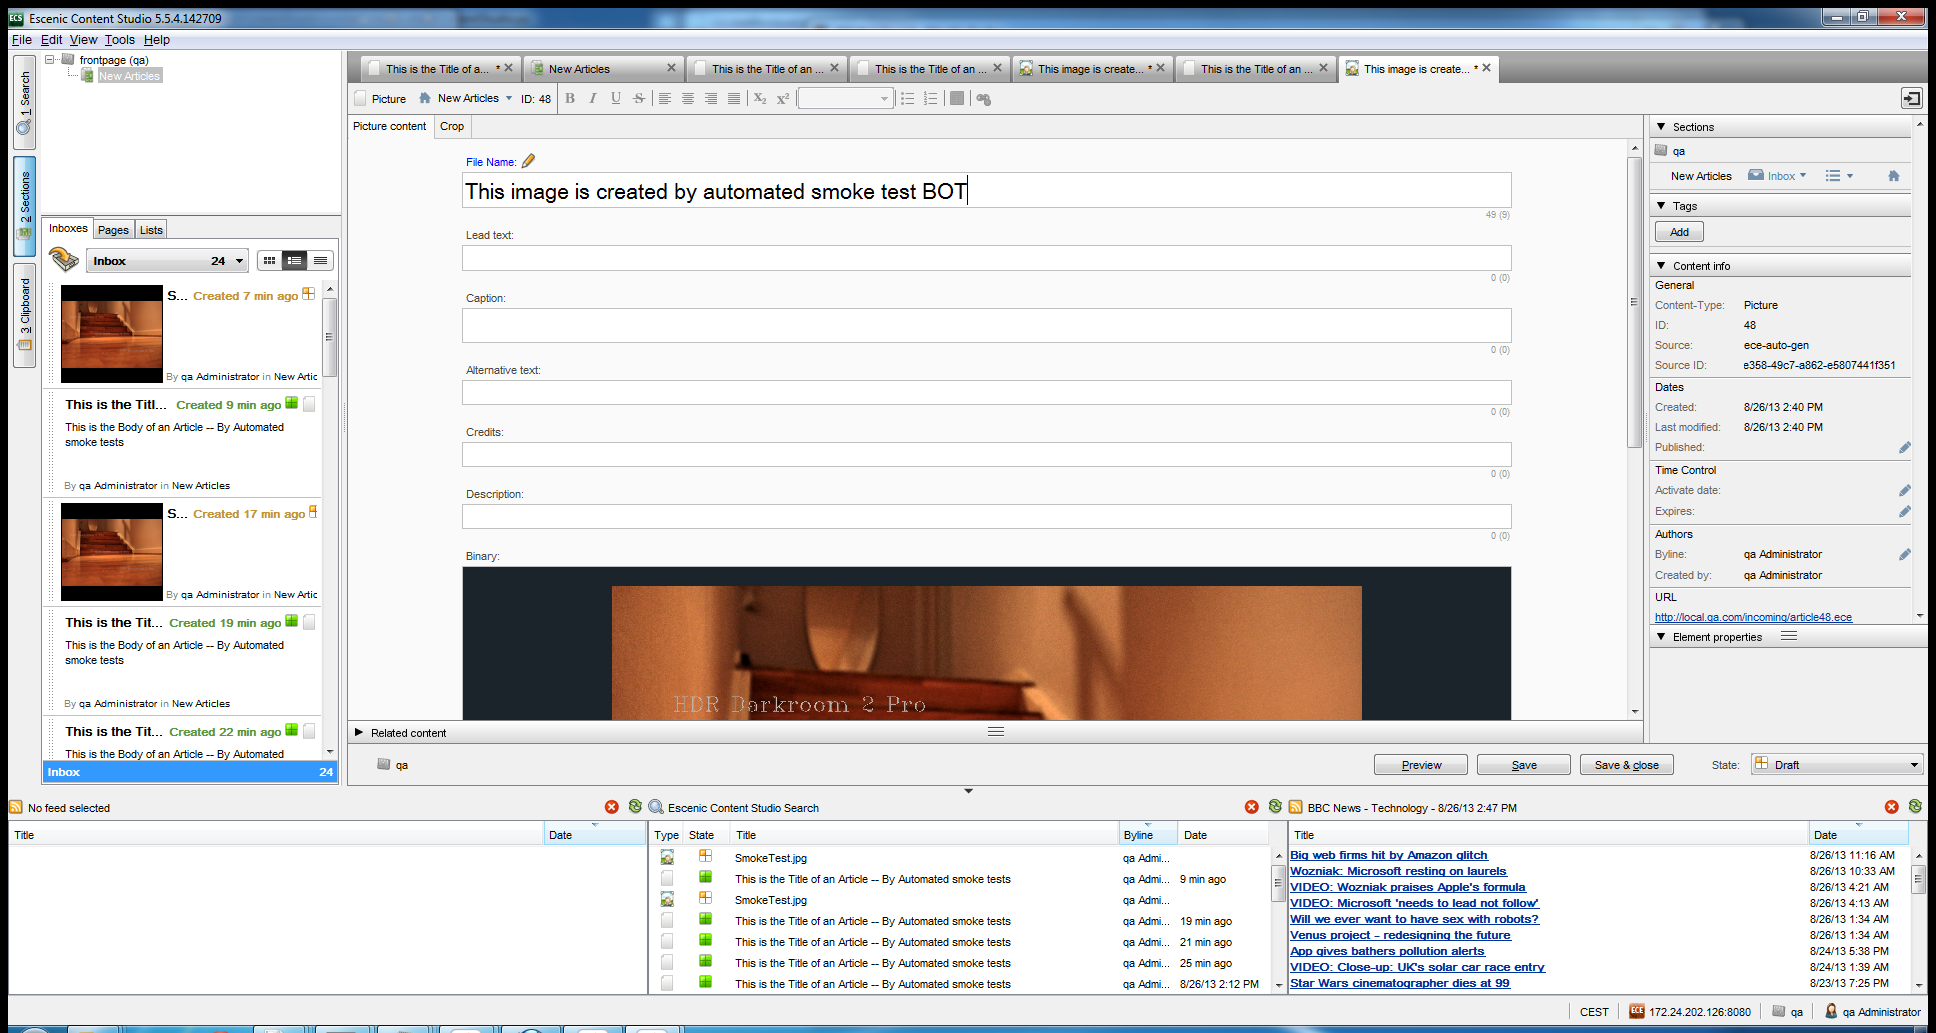 Escenic Content Studio 5.5.4.142709
File Edit View Tools Help
1 Search
2 Sections
3 Clipboard
frontpage (qa)
New Articles
Inboxes Pages Lists
Inbox 24
S... Created 7 min ago
By qa Administrator in New Artic
This is the Titl... Created 9 min ago
This is the Body of an Article -- By Automated
smoke tests
By qa Administrator in New Articles
S... Created 17 min ago
By qa Administrator in New Artic
This is the Tit... Created 19 min ago
This is the Body of an Article -- By Automated
smoke tests
By qa Administrator in New Articles
This is the Tit... Created 22 min ago
This is the Body of an Article -- By Automated
Inbox 24
This is the Title of a... * New Articles This is the Title of an ... This is the Title of an ... This image is create... * This is the Title of an ... This image is create... *
Picture New Articles ID: 48 B I U S X2 X2
Picture content Crop
File Name:
This image is created by automated smoke test BOT
49 (9)
Lead text:
0 (0)
Caption:
0 (0)
Alternative text:
0 (0)
Credits:
0 (0)
Description:
0 (0)
Binary:
HDR Darkroom 2 Pro
Related content
qa
Preview Save Save & close State: Draft
Sections
qa
New Articles Inbox
Tags
Add
Content info
General
Content-Type: Picture
ID: 48
Source: ece-auto-gen
Source ID: e358-49c7-a862-e5807441f351
Dates
Created: 8/26/13 2:40 PM
Last modified: 8/26/13 2:40 PM
Published:
Time Control
Activate date:
Expires:
Authors
Byline: qa Administrator
Created by: qa Administrator
URL
http://local.qa.com/incoming/article48.ece
Element properties
No feed selected
Title Date
Escenic Content Studio Search
Type State Title Byline Date
SmokeTest.jpg qa Admi...
This is the Title of an Article -- By Automated smoke tests qa Admi... 9 min ago
SmokeTest.jpg qa Admi...
This is the Title of an Article -- By Automated smoke tests qa Admi... 19 min ago
This is the Title of an Article -- By Automated smoke tests qa Admi... 21 min ago
This is the Title of an Article -- By Automated smoke tests qa Admi... 25 min ago
This is the Title of an Article -- By Automated smoke tests qa Admi... 8/26/13 2:12 PM
BBC News - Technology - 8/26/13 2:47 PM
Title Date
Big web firms hit by Amazon glitch 8/26/13 11:16 AM
Wozniak: Microsoft resting on laurels 8/26/13 10:33 AM
VIDEO: Wozniak praises Apple's formula 8/26/13 4:21 AM
VIDEO: Microsoft 'needs to lead not follow' 8/26/13 4:13 AM
Will we ever want to have sex with robots? 8/26/13 1:34 AM
Venus project – redesigning the future 8/26/13 1:34 AM
App gives bathers pollution alerts 8/24/13 5:38 PM
VIDEO: Close-up: UK's solar car race entry 8/24/13 1:39 AM
Star Wars cinematographer dies at 99 8/23/13 7:25 PM
CEST ECE 172.24.202.126:8080 qa qa Administrator